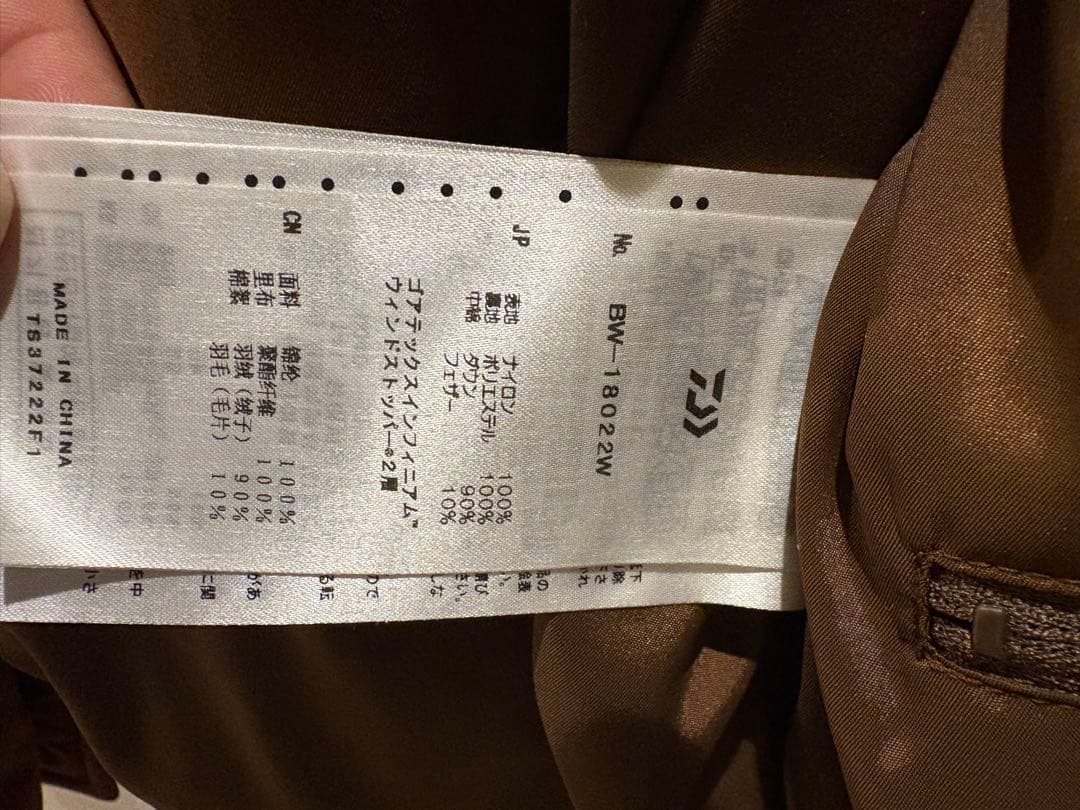 No. BW-18022W
JP
表地 ナイロン 100%
裏地 ポリエステル 100%
中綿 ダウン 90%
フェザー 10%
ゴアテックスインフィニアム™
ウィンドストッパー®2層
CN
面料 锦纶 100%
里布 聚酯纤维 100%
棉絮 羽绒(绒子) 90%
羽毛(毛片) 10%
MADE IN CHINA
TS37222F1